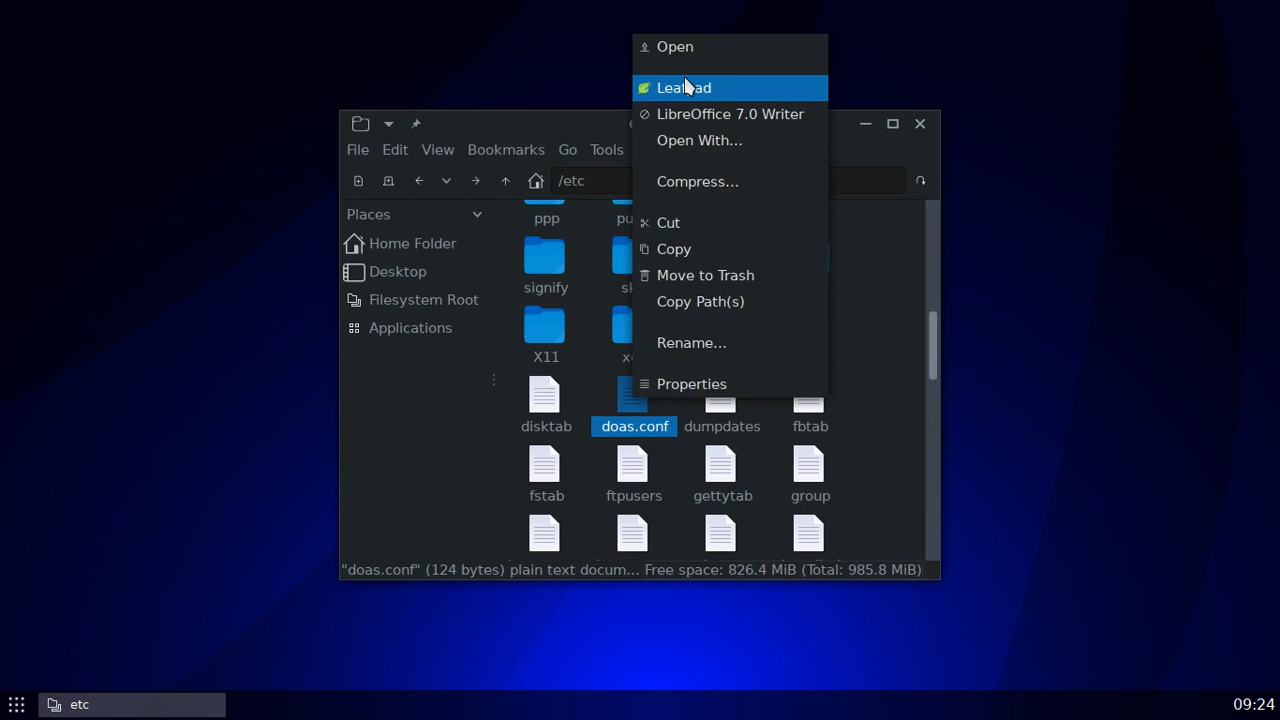 Open
Leafpad
LibreOffice 7.0 Writer
Open With...
Compress...
Cut
Copy
Move to Trash
Copy Path(s)
Rename...
Properties
File Edit View Bookmarks Go Tools
/etc
Places
Home Folder
Desktop
Filesystem Root
Applications
ppp
signify
X11
disktab doas.conf dumpdates fbtab
fstab ftpusers gettytab group
"doas.conf" (124 bytes) plain text docum... Free space: 826.4 MiB (Total: 985.8 MiB)
etc
09:24